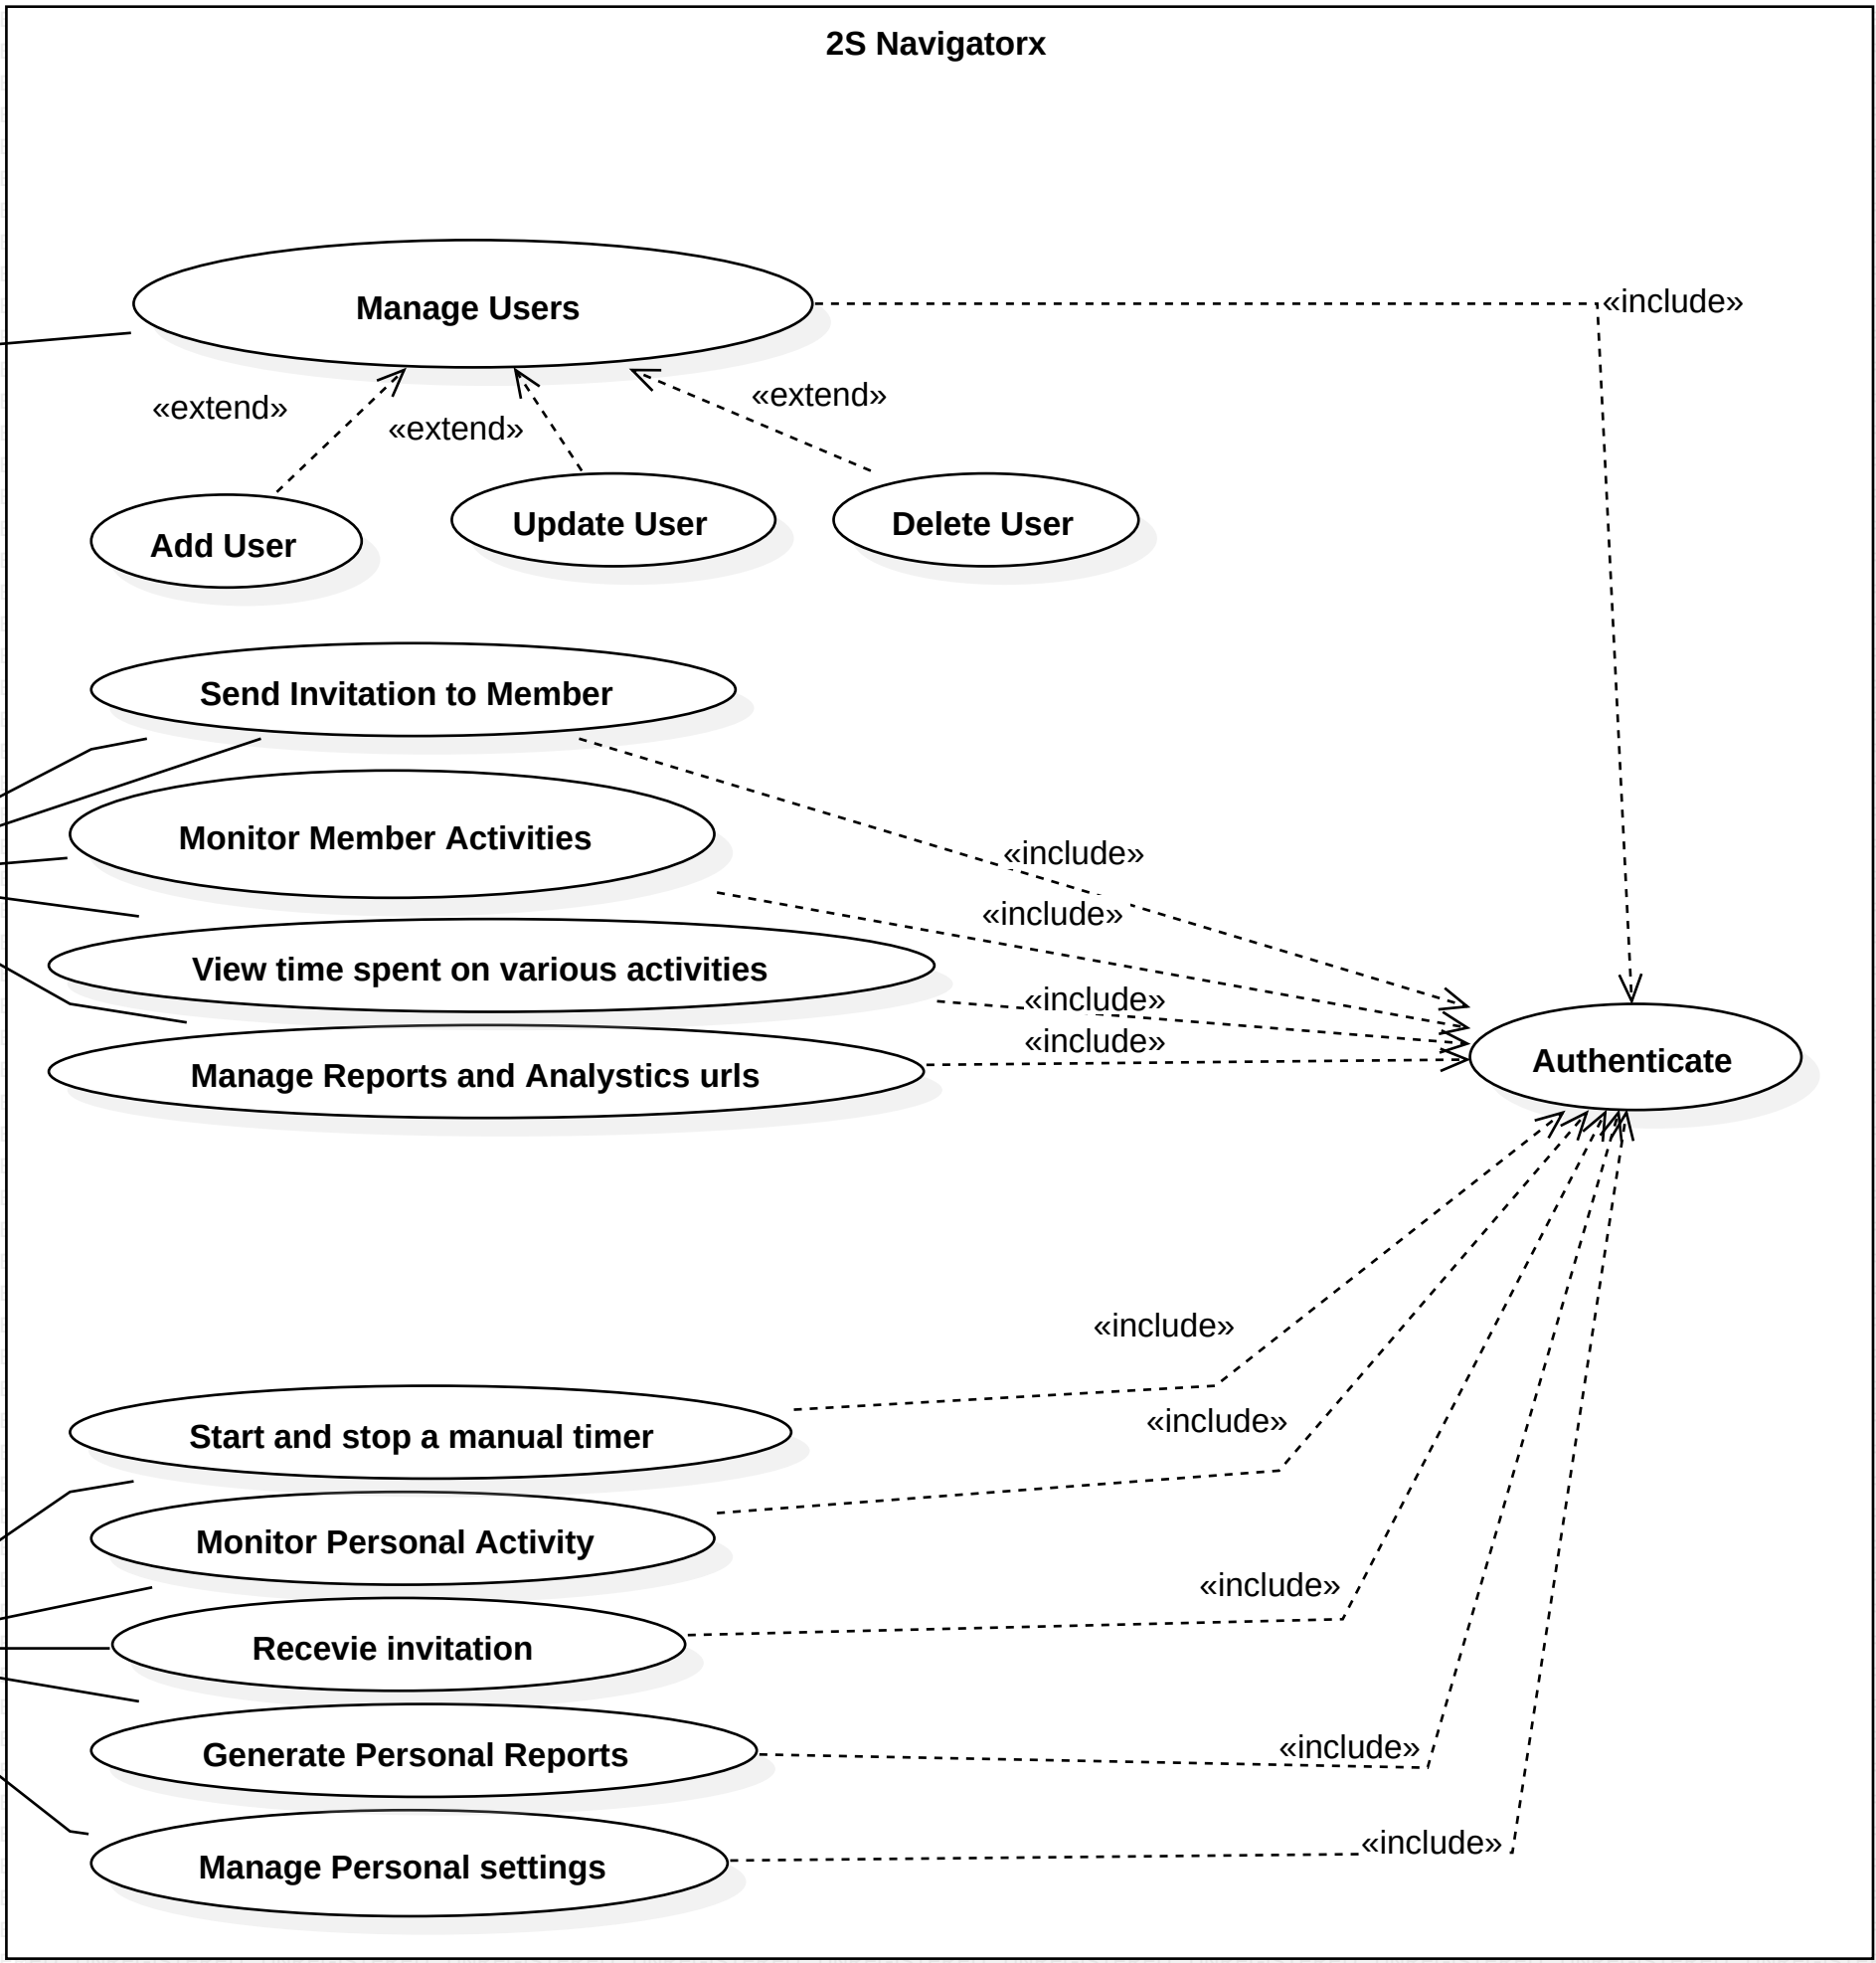 2S Navigatorx
Manage Users
«include»
«extend»
«extend»
«extend»
Add User
Update User
Delete User
Send Invitation to Member
Monitor Member Activities
«include»
«include»
View time spent on various activities
«include»
«include»
Manage Reports and Analystics urls
Authenticate
«include»
Start and stop a manual timer
«include»
Monitor Personal Activity
«include»
Recevie invitation
«include»
Generate Personal Reports
«include»
Manage Personal settings